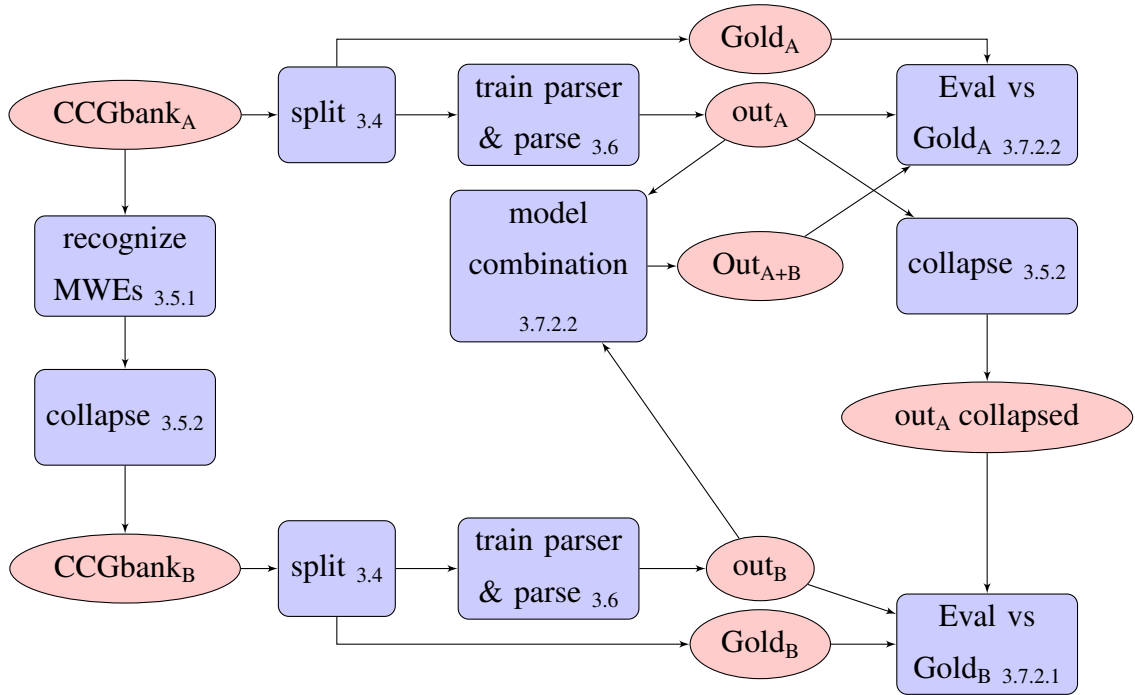 Gold_A
CCGbank_A
split 3.4
train parser
& parse 3.6
out_A
Eval vs
Gold_A 3.7.2.2
recognize
MWEs 3.5.1
model
combination
3.7.2.2
Out_A+B
collapse 3.5.2
collapse 3.5.2
out_A collapsed
CCGbank_B
split 3.4
train parser
& parse 3.6
out_B
Gold_B
Eval vs
Gold_B 3.7.2.1